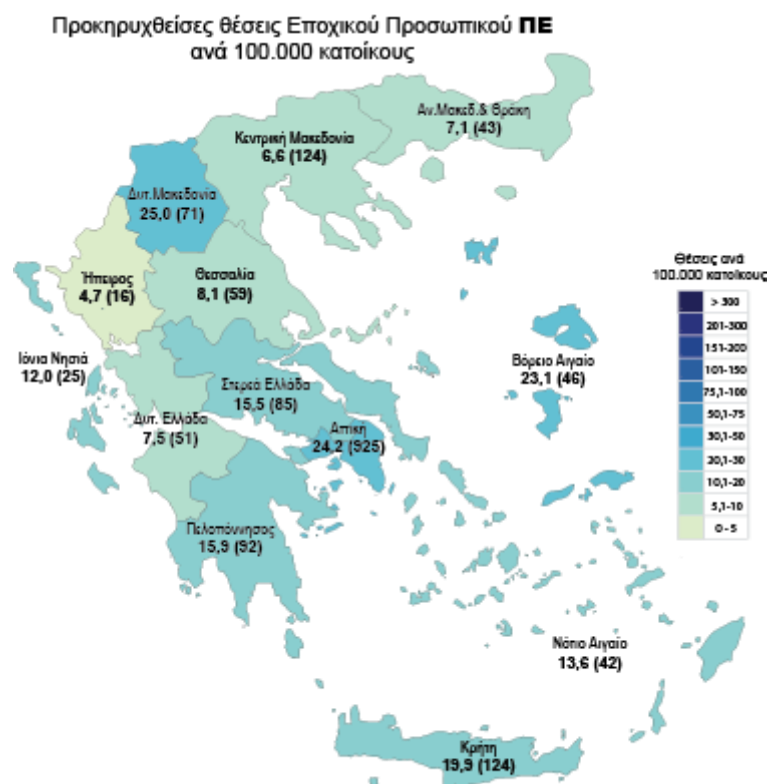 Προκηρυχθείσες θέσεις Εποχικού Προσωπικού ΠΕ
ανά 100.000 κατοίκους
Αν.Μακεδ.& Θράκη
7,1 (43)
Κεντρική Μακεδονία
6,6 (124)
Δυτ.Μακεδονία
25,0 (71)
Ήπειρος
4,7 (16)
Θεσσαλία
8,1 (59)
Θέσεις ανά
100.000 κατοίκους
> 300
201-300
151-200
101-150
75,1-100
50,1-75
30,1-50
20,1-30
10,1-20
5,1-10
0 - 5
Ιόνια Νησιά
12,0 (25)
Βόρειο Αιγαίο
23,1 (46)
Στερεά Ελλάδα
15,5 (85)
Δυτ. Ελλάδα
7,5 (51)
Αττική
24,2 (925)
Πελοπόννησος
15,9 (92)
Νότιο Αιγαίο
13,6 (42)
Κρήτη
19,9 (124)